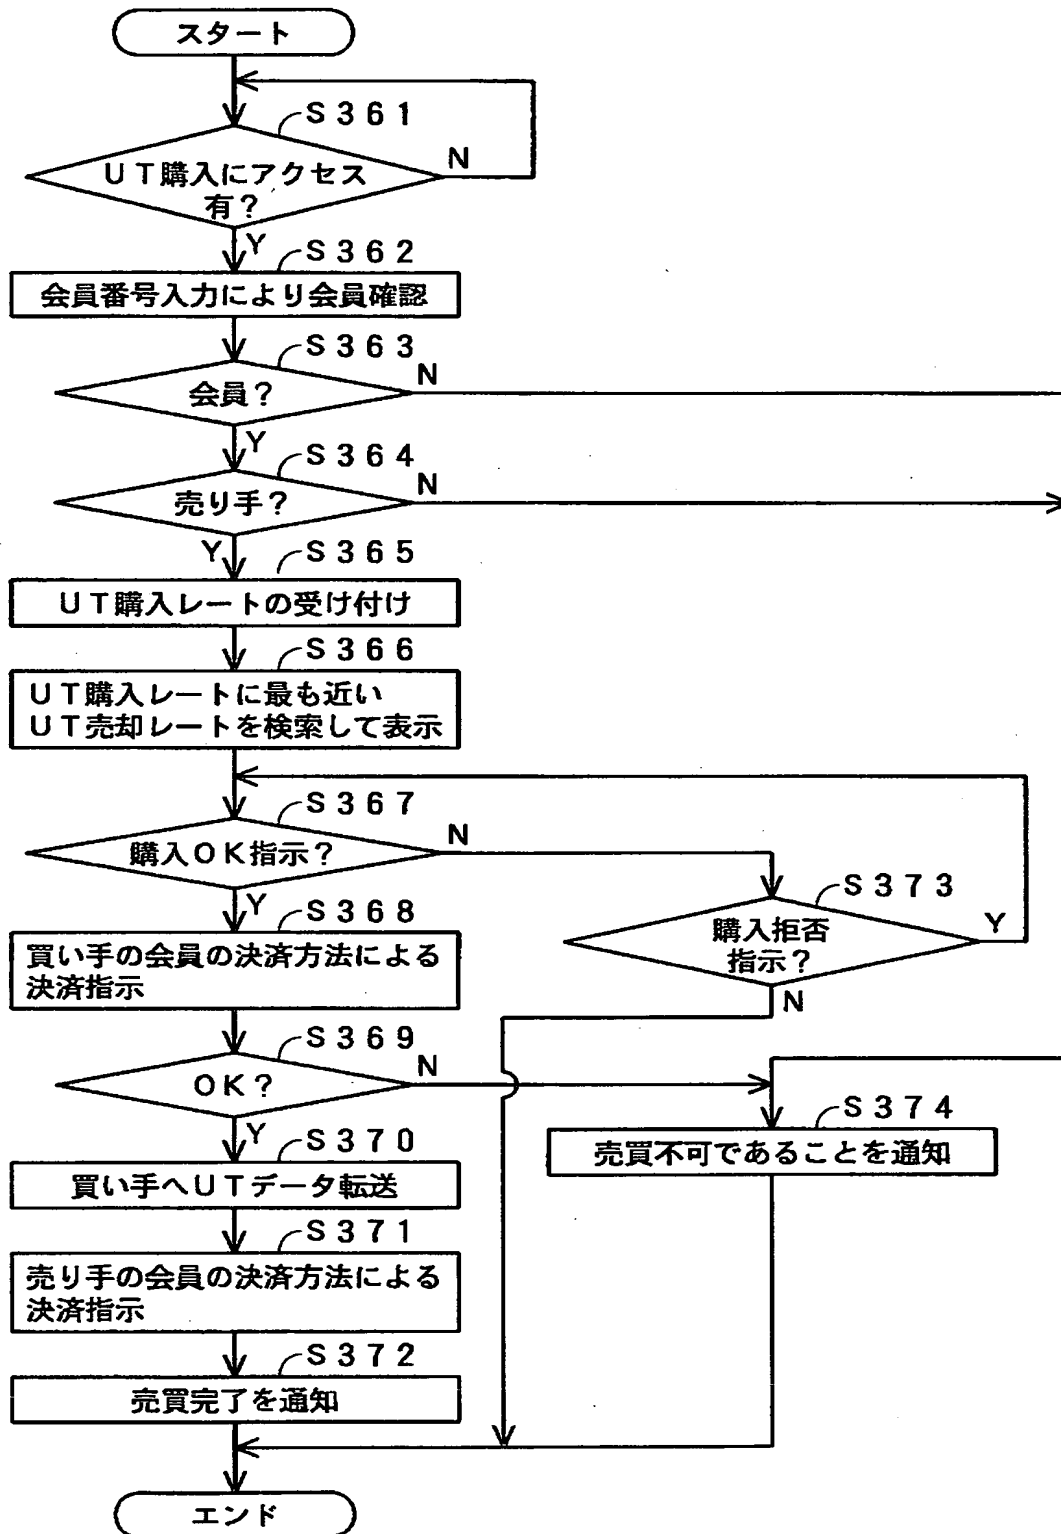 スタート
S361
UT購入にアクセス
有?
N
Y
S362
会員番号入力により会員確認
S363
会員?
N
Y
S364
売り手?
N
Y
S365
UT購入レートの受け付け
S366
UT購入レートに最も近い
UT売却レートを検索して表示
S367
購入OK指示?
N
Y
S373
購入拒否
指示?
Y
N
S368
買い手の会員の決済方法による
決済指示
S369
OK?
N
Y
S374
売買不可であることを通知
S370
買い手へUTデータ転送
S371
売り手の会員の決済方法による
決済指示
S372
売買完了を通知
エンド